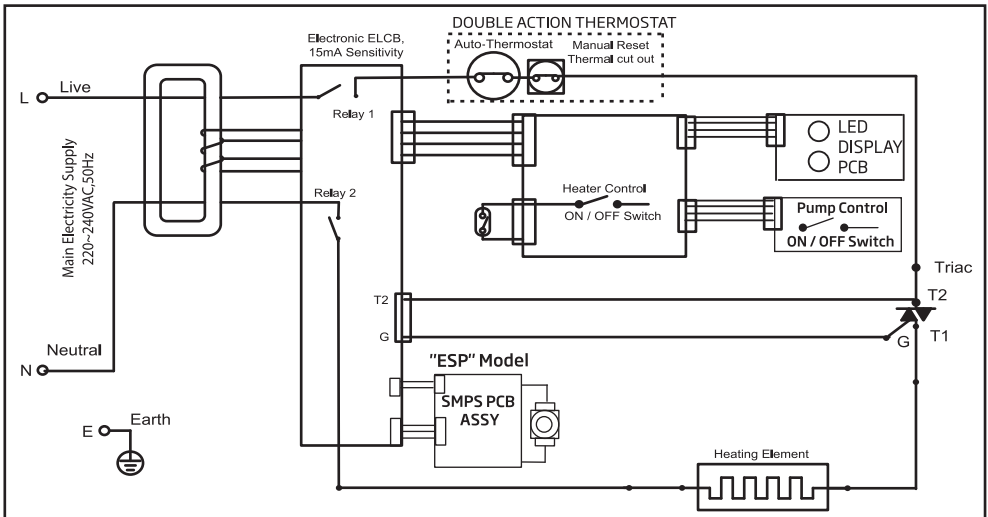 DOUBLE ACTION THERMOSTAT
Electronic ELCB,
15mA Sensitivity
Auto-Thermostat
Manual Reset
Thermal cut out
L
Live
Relay 1
LED
DISPLAY
PCB
Main Electricity Supply
220~240VAC,50Hz
Relay 2
Heater Control
ON / OFF Switch
Pump Control
ON / OFF Switch
Triac
T2
T2
G
G
T1
N
Neutral
"ESP" Model
SMPS PCB
ASSY
E
Earth
Heating Element